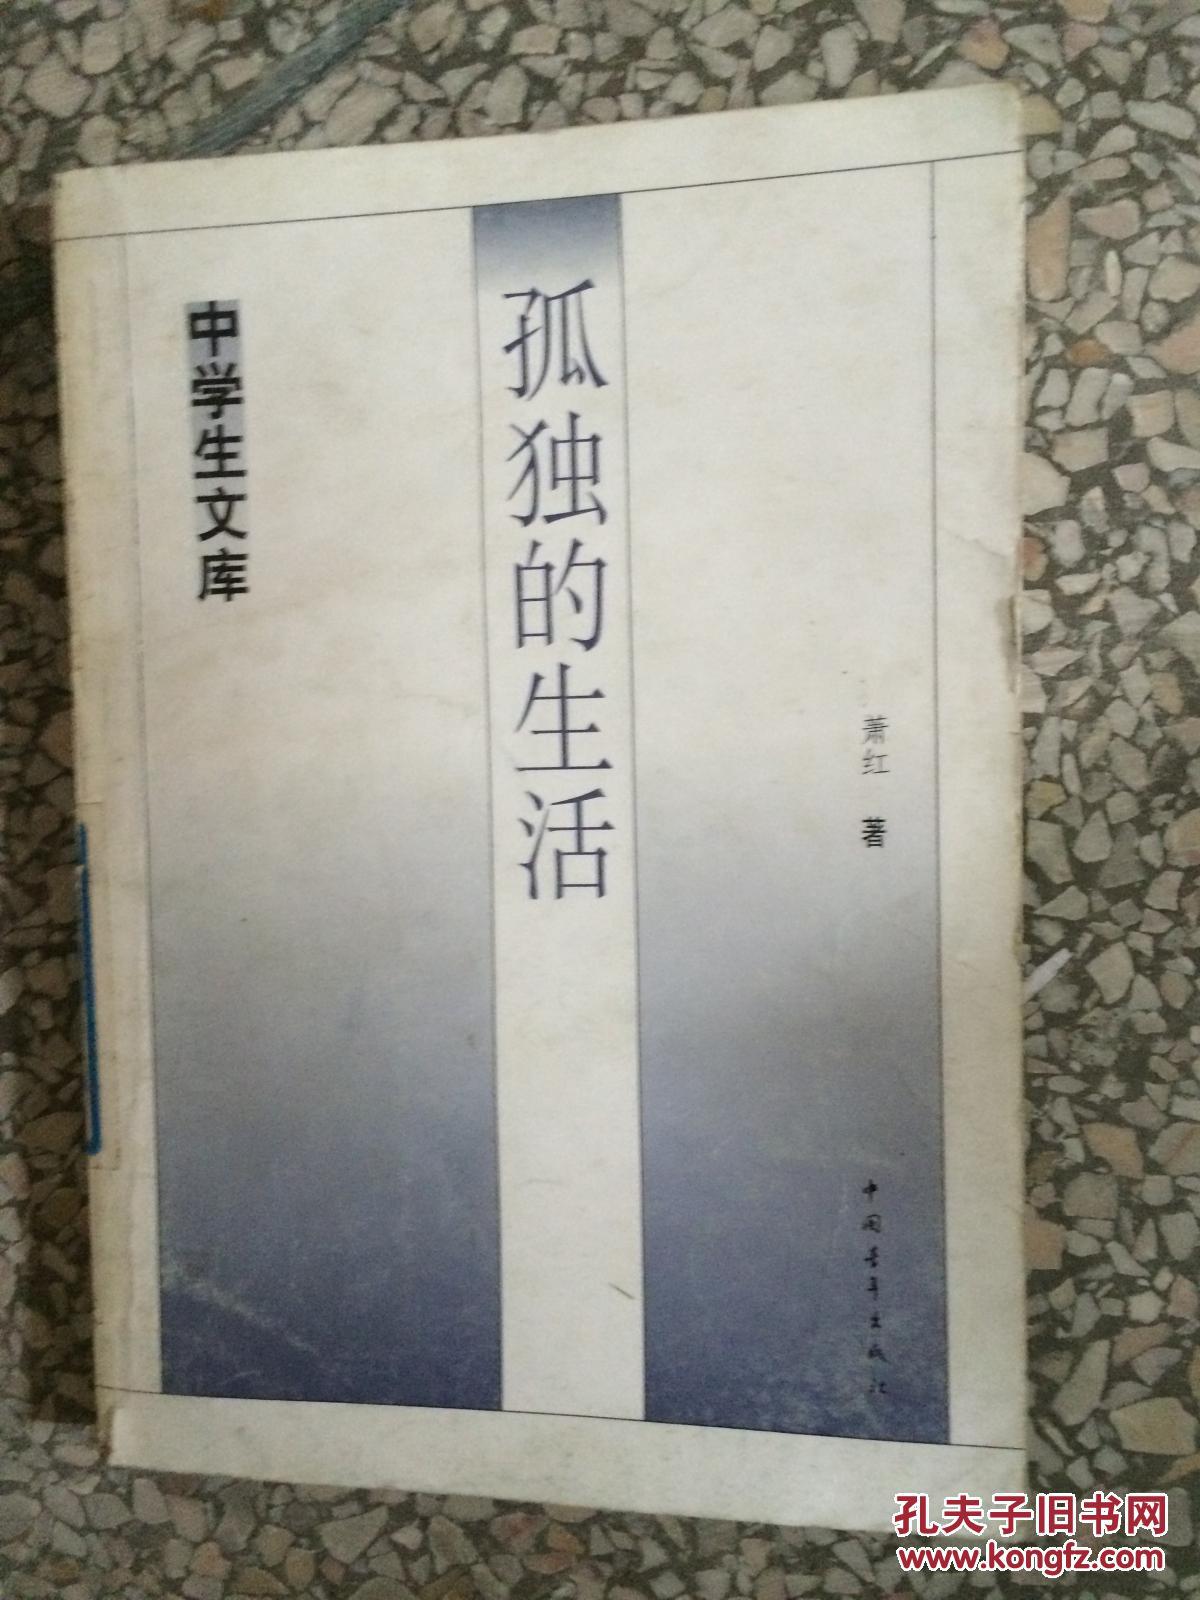 中学生文库
孤独的生活
萧红 著
中国青年出版社
孔夫子旧书网
www.kongfz.com